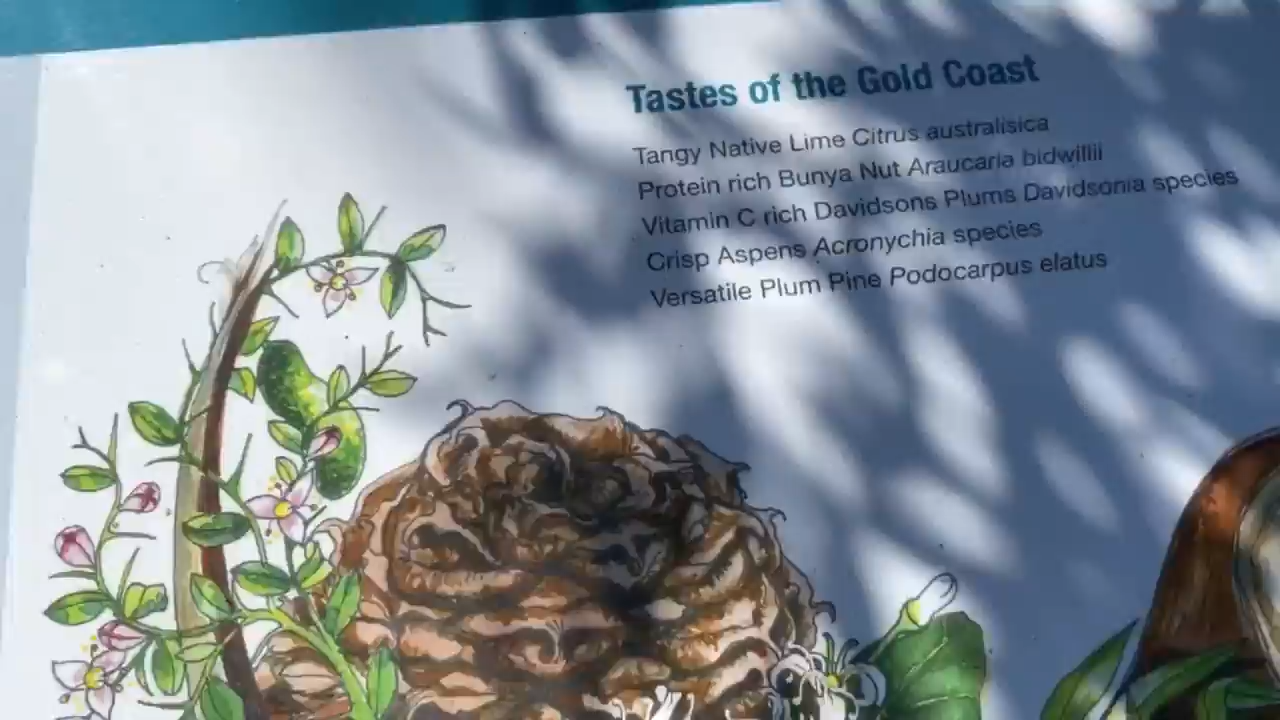 Tastes of the Gold Coast
Tangy Native Lime Citrus australisica
Protein rich Bunya Nut Araucaria bidwillii
Vitamin C rich Davidsons Plums Davidsonia species
Crisp Aspens Acronychia species
Versatile Plum Pine Podocarpus elatus